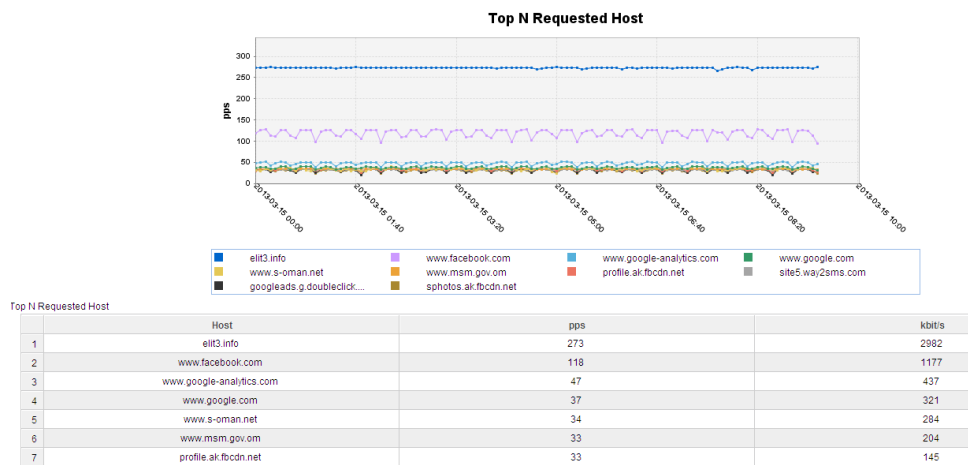 Top N Requested Host
pps
300
250
200
150
100
50
0
2013-03-15 00:00
2013-03-15 01:40
2013-03-15 03:20
2013-03-15 05:00
2013-03-15 06:40
2013-03-15 08:20
2013-03-15 10:00
elit3.info www.facebook.com www.google-analytics.com www.google.com
www.s-oman.net www.msm.gov.om profile.ak.fbcdn.net site5.way2sms.com
googleads.g.doubleclick.... sphotos.ak.fbcdn.net
Top N Requested Host
Host pps kbit/s
1 elit3.info 273 2982
2 www.facebook.com 118 1177
3 www.google-analytics.com 47 437
4 www.google.com 37 321
5 www.s-oman.net 34 284
6 www.msm.gov.om 33 204
7 profile.ak.fbcdn.net 33 145